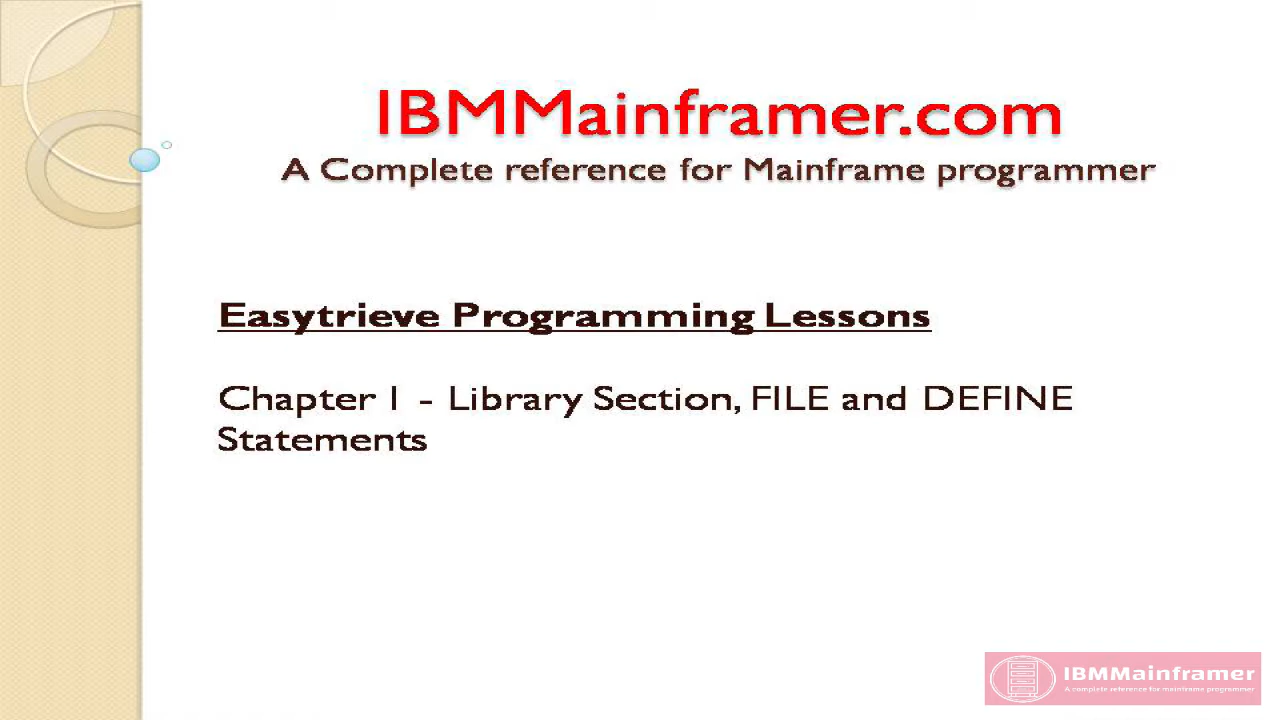 IBMMainframer.com
A Complete reference for Mainframe programmer
Easytrieve Programming Lessons
Chapter 1 - Library Section, FILE and DEFINE
Statements
IBMMainframer
A complete reference for mainframe programmer